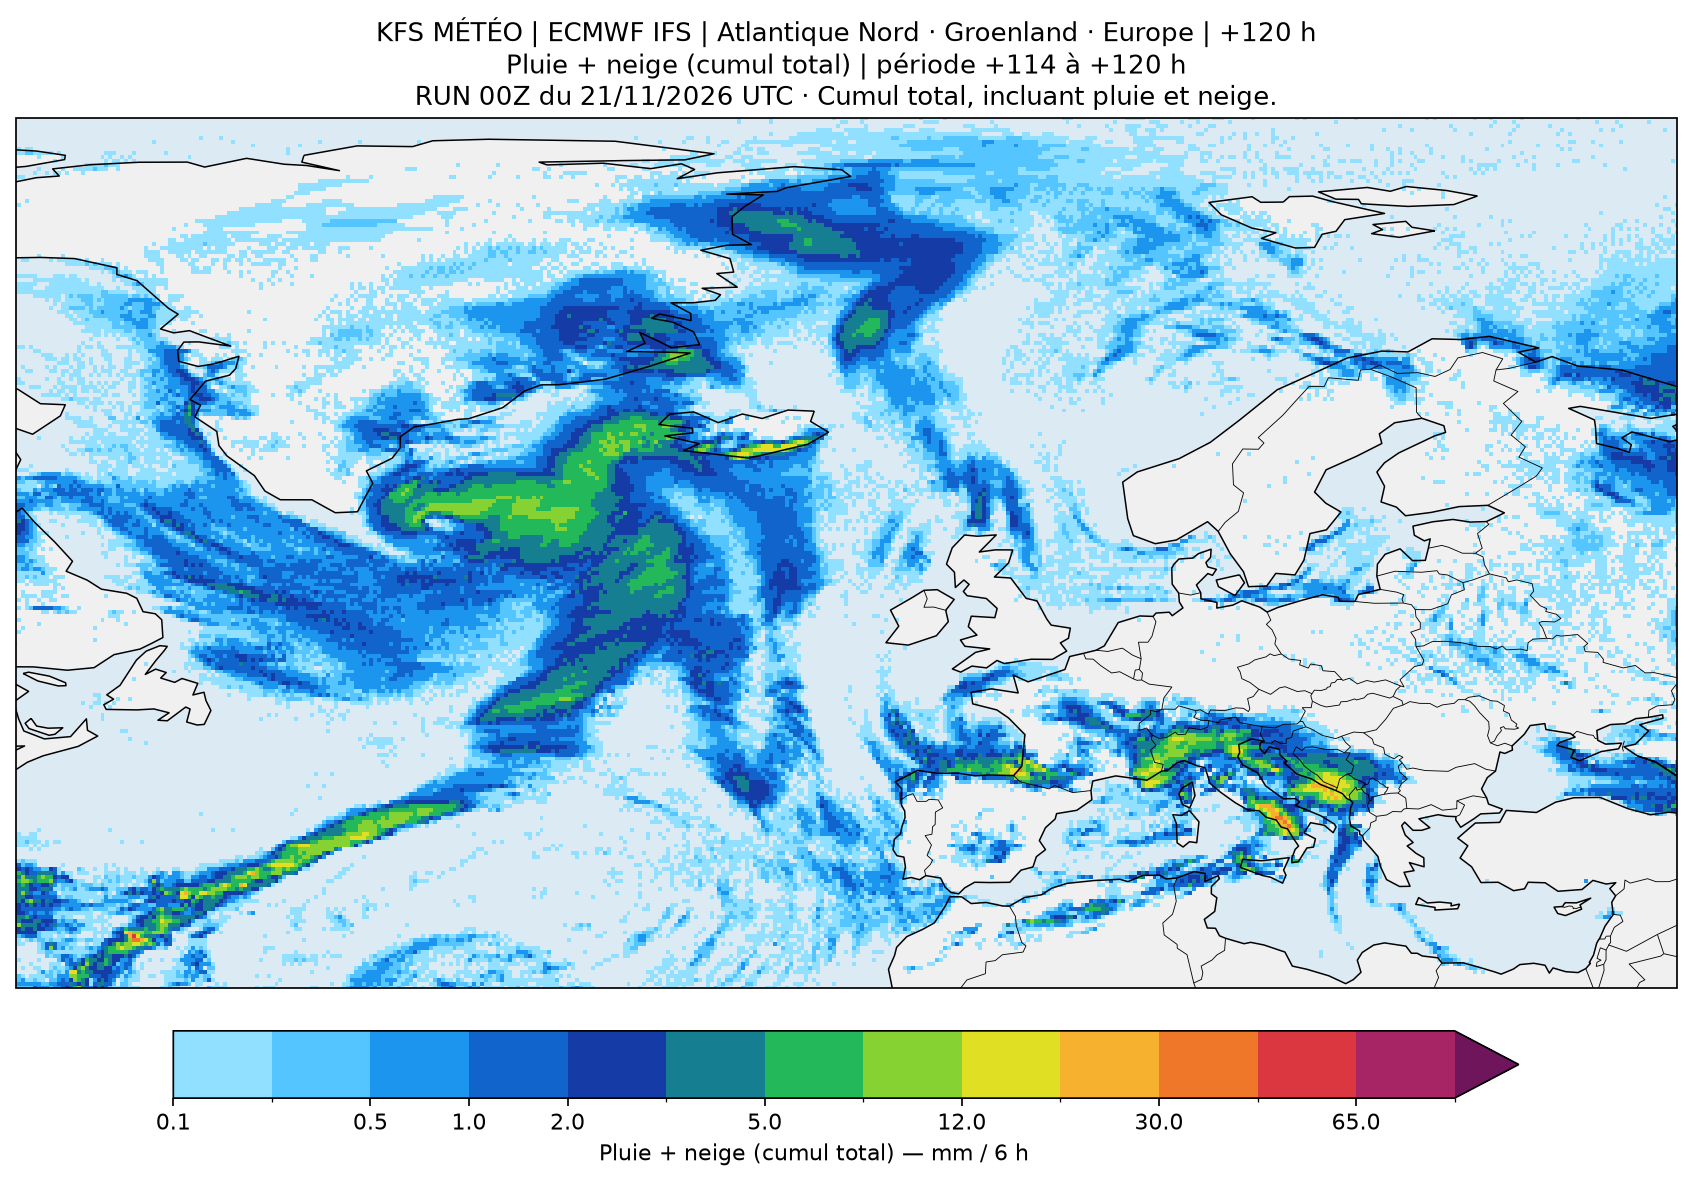 KFS MÉTÉO | ECMWF IFS | Atlantique Nord · Groenland · Europe | +120 h
Pluie + neige (cumul total) | période +114 à +120 h
RUN 00Z du 21/11/2026 UTC · Cumul total, incluant pluie et neige.
0.1 0.5 1.0 2.0 5.0 12.0 30.0 65.0
Pluie + neige (cumul total) — mm / 6 h